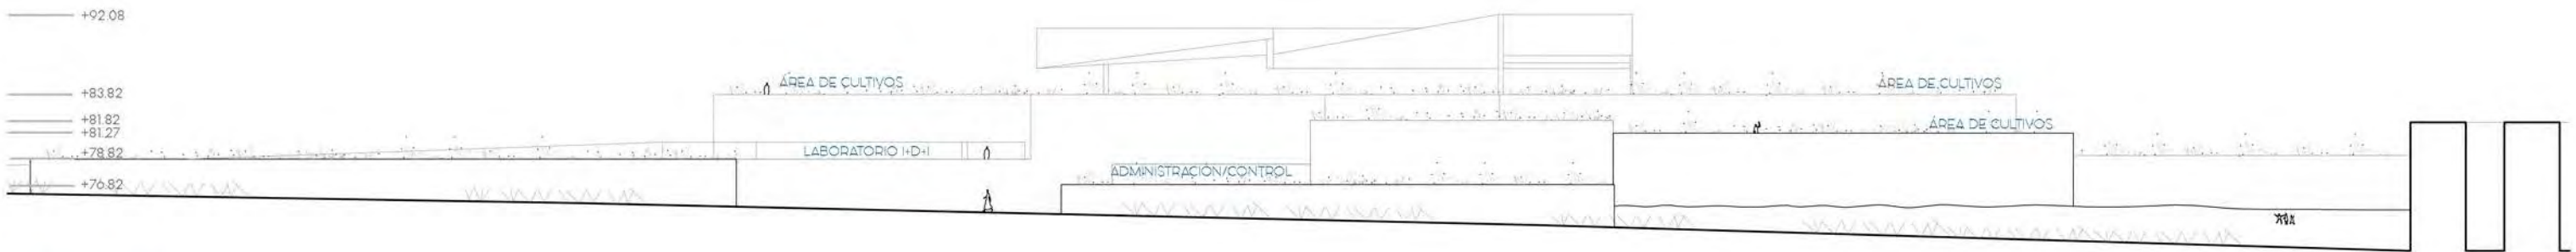 +92.08
ÁREA DE CULTIVOS
ÁREA DE CULTIVOS
+83.82
+81.82
ÁREA DE CULTIVOS
+81.27
+78.82
LABORATORIO I+D+I
ADMINISTRACIÓN/CONTROL
+76.82